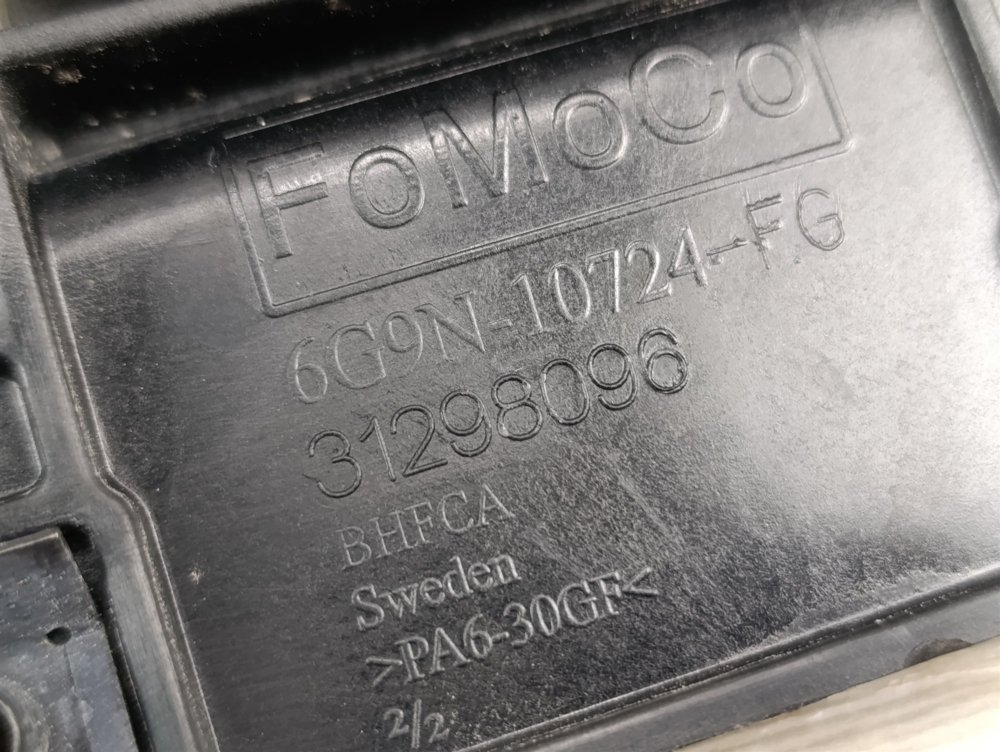 FoMoCo
6G9N-10724-FG
31298096
BHFCA
Sweden
>PA6-30GF<
2/2